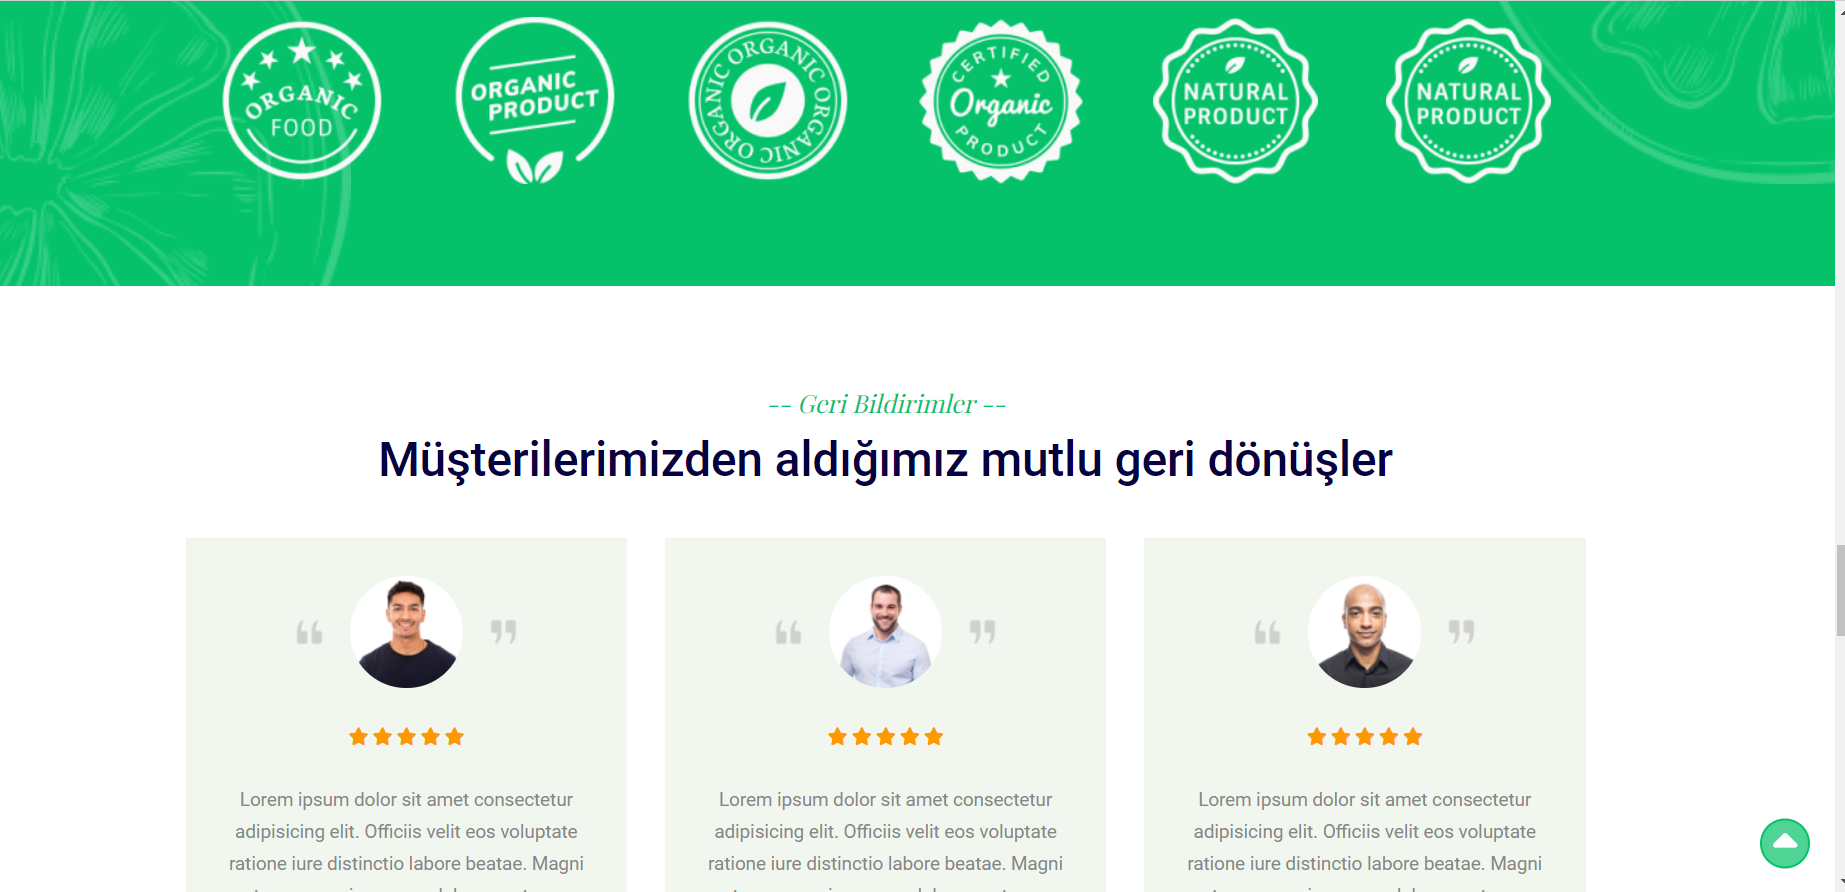 ORGANIC
FOOD
ORGANIC
PRODUCT
ORGANIC ORGANIC ORGANIC ORGANIC
CERTIFIED
Organic
PRODUCT
NATURAL
PRODUCT
NATURAL
PRODUCT
-- Geri Bildirimler --
Müşterilerimizden aldığımız mutlu geri dönüşler
Lorem ipsum dolor sit amet consectetur
adipisicing elit. Officiis velit eos voluptate
ratione iure distinctio labore beatae. Magni
Lorem ipsum dolor sit amet consectetur
adipisicing elit. Officiis velit eos voluptate
ratione iure distinctio labore beatae. Magni
Lorem ipsum dolor sit amet consectetur
adipisicing elit. Officiis velit eos voluptate
ratione iure distinctio labore beatae. Magni